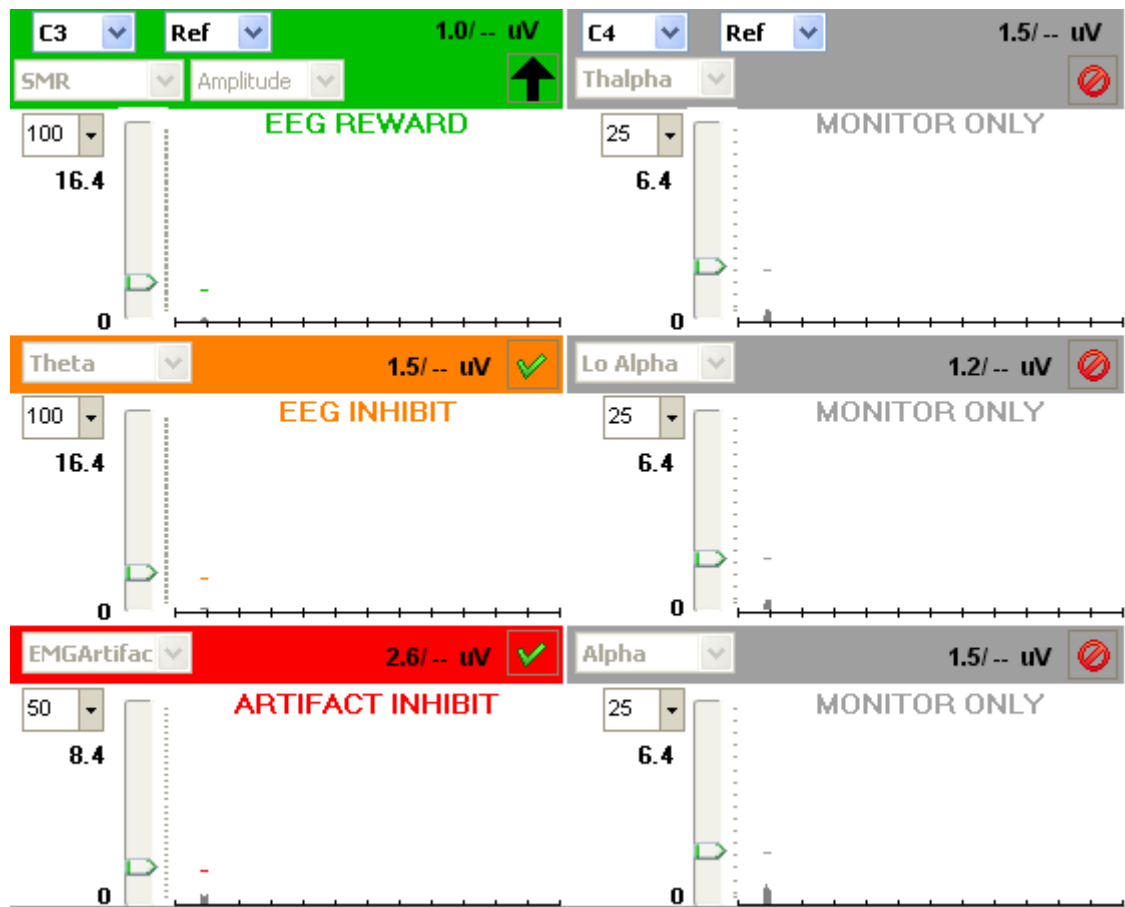 C3 Ref 1.0/ -- uV
SMR Amplitude
EEG REWARD
100
16.4
0
C4 Ref 1.5/ -- uV
Thalpha
MONITOR ONLY
25
6.4
0
Theta 1.5/ -- uV
EEG INHIBIT
100
16.4
0
Lo Alpha 1.2/ -- uV
MONITOR ONLY
25
6.4
0
EMGArtifac 2.6/ -- uV
ARTIFACT INHIBIT
50
8.4
0
Alpha 1.5/ -- uV
MONITOR ONLY
25
6.4
0